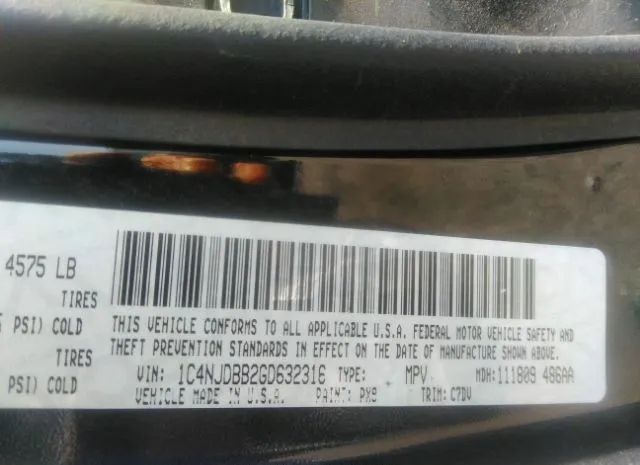 4575 LB
TIRES
PSI) COLD
TIRES
PSI) COLD
THIS VEHICLE CONFORMS TO ALL APPLICABLE U.S.A. FEDERAL MOTOR VEHICLE SAFETY AND
THEFT PREVENTION STANDARDS IN EFFECT ON THE DATE OF MANUFACTURE SHOWN ABOVE.
VIN: 1C4NJDBB2GD632316 TYPE: MPV MDH:111809 486AA
VEHICLE MADE IN U.S.A. PAINT: PX8 TRIM: C7DV